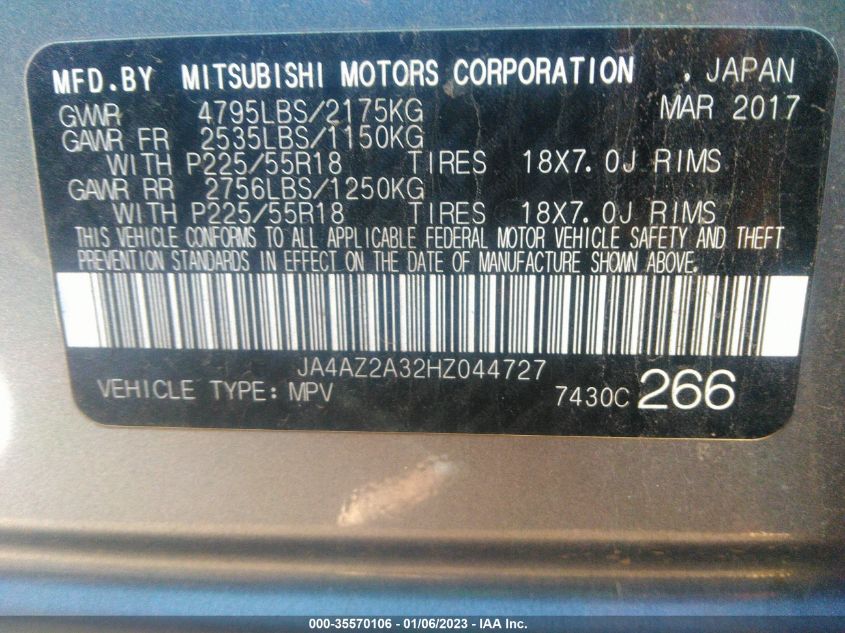 MFD.BY MITSUBISHI MOTORS CORPORATION . JAPAN
GVWR 4795LBS/2175KG MAR 2017
GAWR FR 2535LBS/1150KG
WITH P225/55R18 TIRES 18X7.0J RIMS
GAWR RR 2756LBS/1250KG
WITH P225/55R18 TIRES 18X7.0J RIMS
THIS VEHICLE CONFORMS TO ALL APPLICABLE FEDERAL MOTOR VEHICLE SAFETY AND THEFT
PREVENTION STANDARDS IN EFFECT ON THE DATE OF MANUFACTURE SHOWN ABOVE.
JA4AZ2A32HZ044727
VEHICLE TYPE: MPV 7430C 266
000-35570106 - 01/06/2023 - IAA Inc.